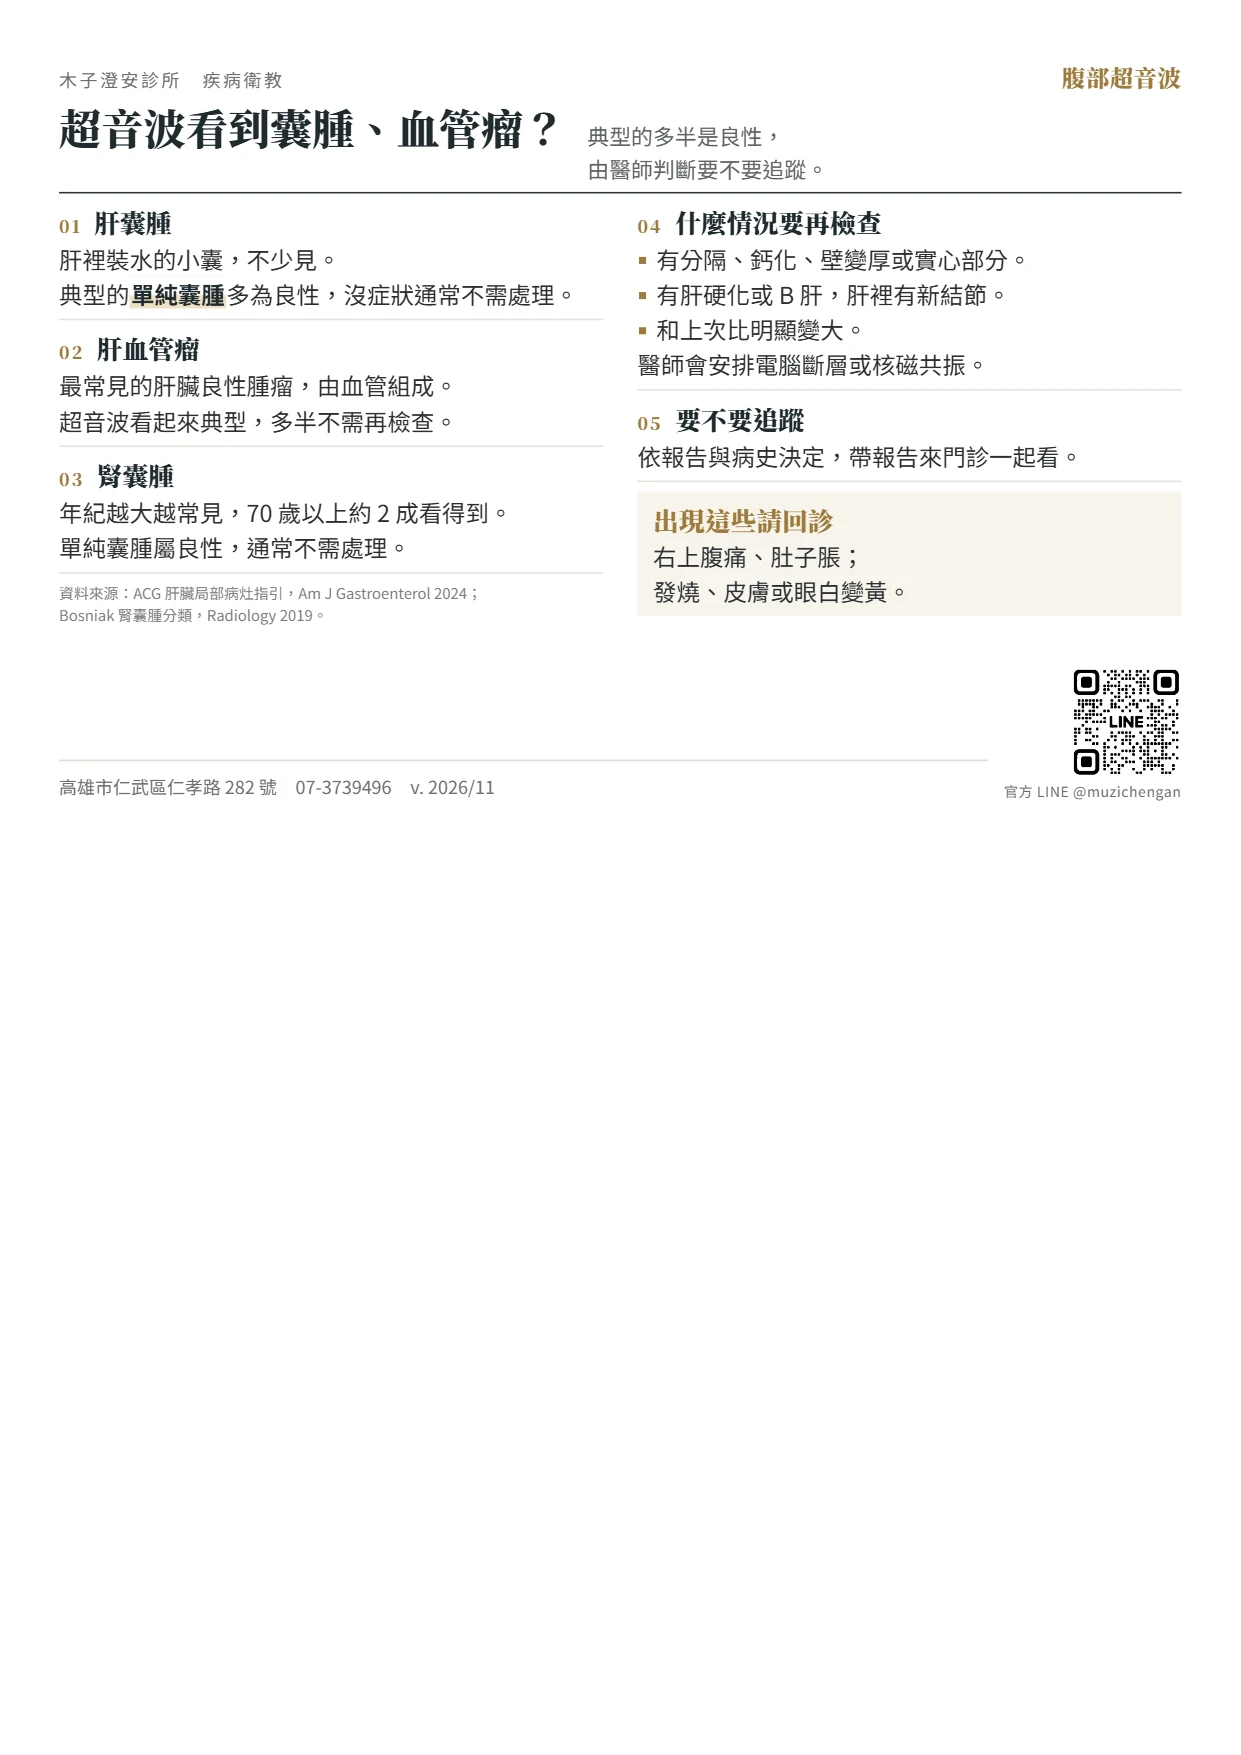 木子澄安診所　疾病衛教
腹部超音波
超音波看到囊腫、血管瘤？
典型的多半是良性，
由醫師判斷要不要追蹤。
01 肝囊腫
肝裡裝水的小囊，不少見。
典型的單純囊腫多為良性，沒症狀通常不需處理。
02 肝血管瘤
最常見的肝臟良性腫瘤，由血管組成。
超音波看起來典型，多半不需再檢查。
03 腎囊腫
年紀越大越常見，70 歲以上約 2 成看得到。
單純囊腫屬良性，通常不需處理。
資料來源：ACG 肝臟局部病灶指引，Am J Gastroenterol 2024；
Bosniak 腎囊腫分類，Radiology 2019。
04 什麼情況要再檢查
▪ 有分隔、鈣化、壁變厚或實心部分。
▪ 有肝硬化或 B 肝，肝裡有新結節。
▪ 和上次比明顯變大。
醫師會安排電腦斷層或核磁共振。
05 要不要追蹤
依報告與病史決定，帶報告來門診一起看。
出現這些請回診
右上腹痛、肚子脹；
發燒、皮膚或眼白變黃。
LINE
高雄市仁武區仁孝路 282 號　07-3739496　v. 2026/11
官方 LINE @muzichengan